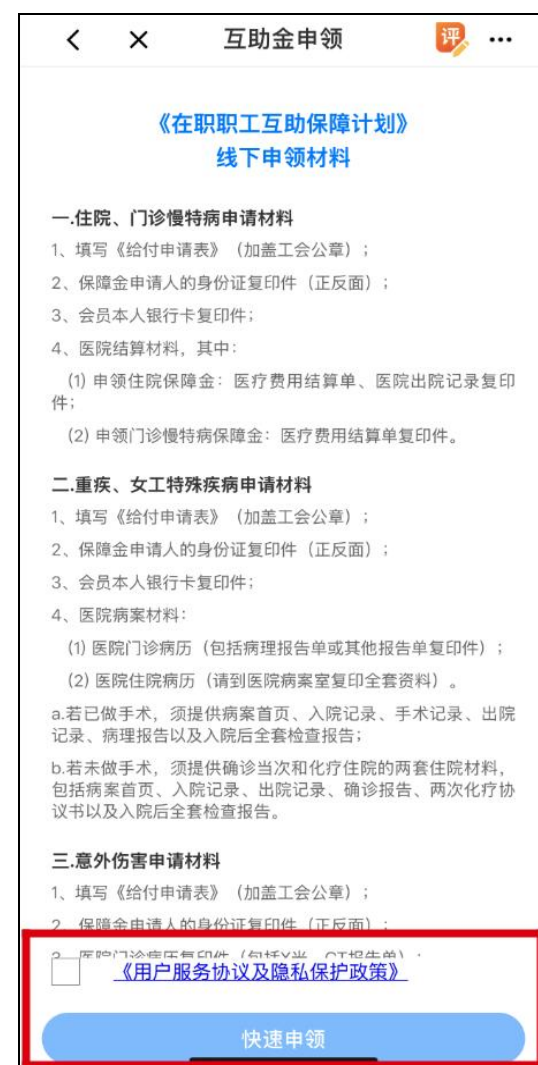 互助金申领
评
《在职职工互助保障计划》
线下申领材料
一.住院、门诊慢特病申请材料
1、填写《给付申请表》（加盖工会公章）;
2、保障金申请人的身份证复印件（正反面）;
3、会员本人银行卡复印件;
4、医院结算材料，其中:
(1) 申领住院保障金：医疗费用结算单、医院出院记录复印
件;
(2) 申领门诊慢特病保障金：医疗费用结算单复印件。
二.重疾、女工特殊疾病申请材料
1、填写《给付申请表》（加盖工会公章）;
2、保障金申请人的身份证复印件（正反面）;
3、会员本人银行卡复印件;
4、医院病案材料:
(1) 医院门诊病历（包括病理报告单或其他报告单复印件）;
(2) 医院住院病历（请到医院病案室复印全套资料）。
a.若已做手术，须提供病案首页、入院记录、手术记录、出院
记录、病理报告以及入院后全套检查报告;
b.若未做手术，须提供确诊当次和化疗住院的两套住院材料，
包括病案首页、入院记录、出院记录、确诊报告、两次化疗协
议书以及入院后全套检查报告。
三.意外伤害申请材料
1、填写《给付申请表》（加盖工会公章）;
2、保障金申请人的身份证复印件（正反面）;
《用户服务协议及隐私保护政策》
快速申领